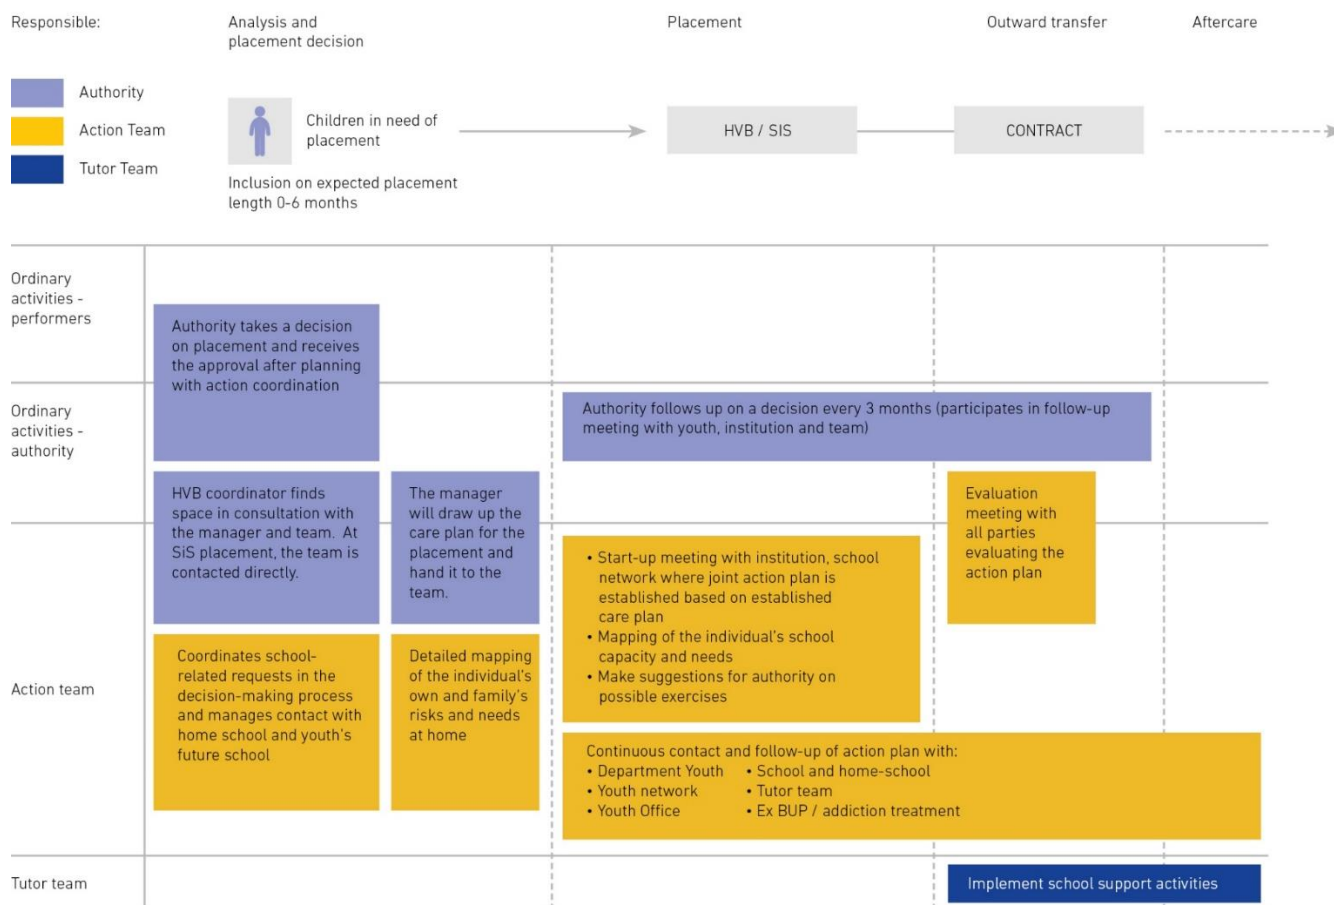 Responsible:
Analysis and
placement decision
Placement
Outward transfer
Aftercare
Authority
Action Team
Tutor Team
Children in need of
placement
HVB / SIS
CONTRACT
Inclusion on expected placement
length 0-6 months
Ordinary
activities -
performers
Authority takes a decision
on placement and receives
the approval after planning
with action coordination
Ordinary
activities -
authority
Authority follows up on a decision every 3 months (participates in follow-up
meeting with youth, institution and team)
HVB coordinator finds
space in consultation with
the manager and team. At
SiS placement, the team is
contacted directly.
The manager
will draw up the
care plan for the
placement and
hand it to the
team.
Evaluation
meeting with
all parties
evaluating the
action plan
Action team
• Start-up meeting with institution, school
network where joint action plan is
established based on established
care plan
• Mapping of the individual's school
capacity and needs
• Make suggestions for authority on
possible exercises
Coordinates school-
related requests in the
decision-making process
and manages contact with
home school and youth's
future school
Detailed mapping
of the individual's
own and family's
risks and needs
at home
Continuous contact and follow-up of action plan with:
• Department Youth
• Youth network
• Youth Office
• School and home-school
• Tutor team
• Ex BUP / addiction treatment
Tutor team
Implement school support activities